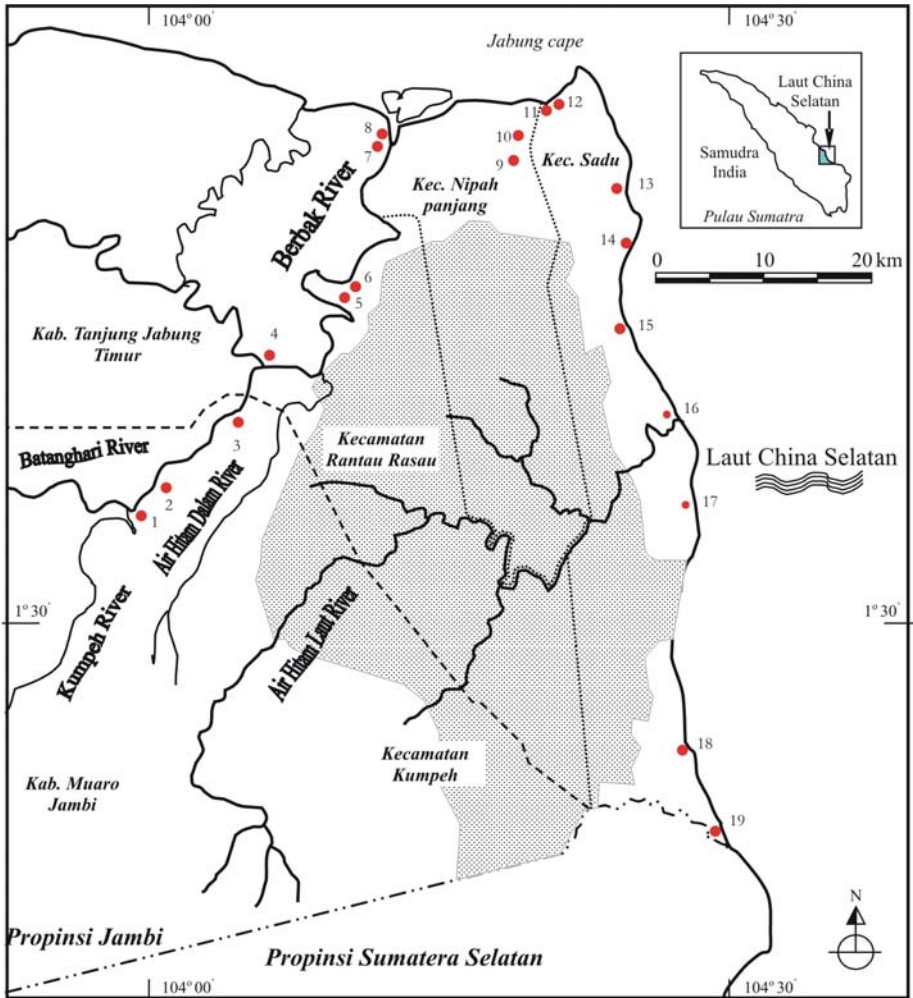 104° 00'
104° 30'
Jabung cape
Laut China
Selatan
Samudra
India
Pulau Sumatra
12
11
8
10
7
9
Kec. Sadu
Kec. Nipah
panjang
13
Berbak River
14
0 10 20 km
6
5
15
Kab. Tanjung Jabung
Timur
4
16
3
Batanghari River
Kecamatan
Rantau Rasau
Laut China Selatan
2
1
17
Air Hitam Dalam River
Kumpeh River
Air Hitam Laut River
1° 30'
1° 30'
18
Kecamatan
Kumpeh
Kab. Muaro
Jambi
19
N
Propinsi Jambi
Propinsi Sumatera Selatan
104° 00'
104° 30'